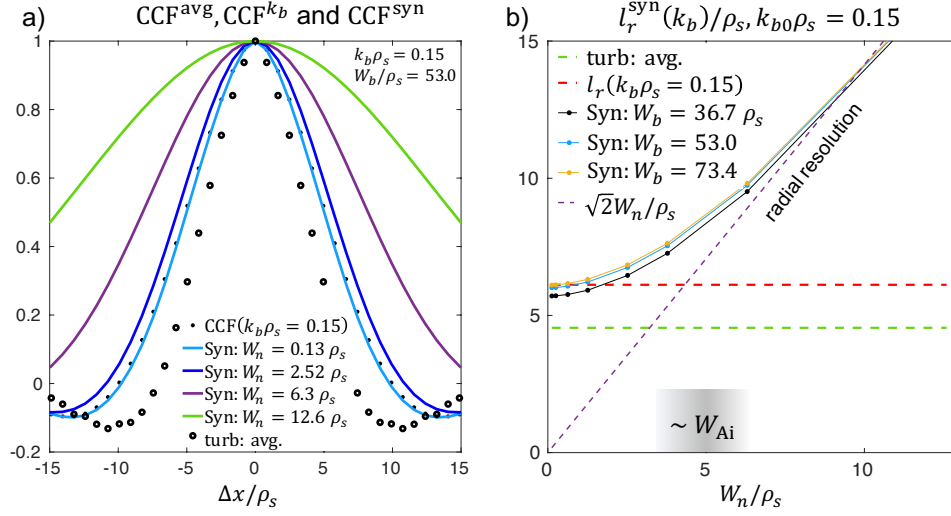 a)
CCF^avg, CCF^{k_b} and CCF^syn
k_bρ_s = 0.15
W_b/ρ_s = 53.0
1
0.8
0.6
0.4
0.2
0
-0.2
CCF(k_bρ_s = 0.15)
Syn: W_n = 0.13 ρ_s
Syn: W_n = 2.52 ρ_s
Syn: W_n = 6.3 ρ_s
Syn: W_n = 12.6 ρ_s
turb: avg.
-15 -10 -5 0 5 10 15
Δx/ρ_s
b)
l_r^syn(k_b)/ρ_s, k_b0ρ_s = 0.15
15
10
5
0
turb: avg.
l_r(k_bρ_s = 0.15)
Syn: W_b = 36.7 ρ_s
Syn: W_b = 53.0
Syn: W_b = 73.4
√2W_n/ρ_s
radial resolution
~ W_Ai
0 5 10
W_n/ρ_s